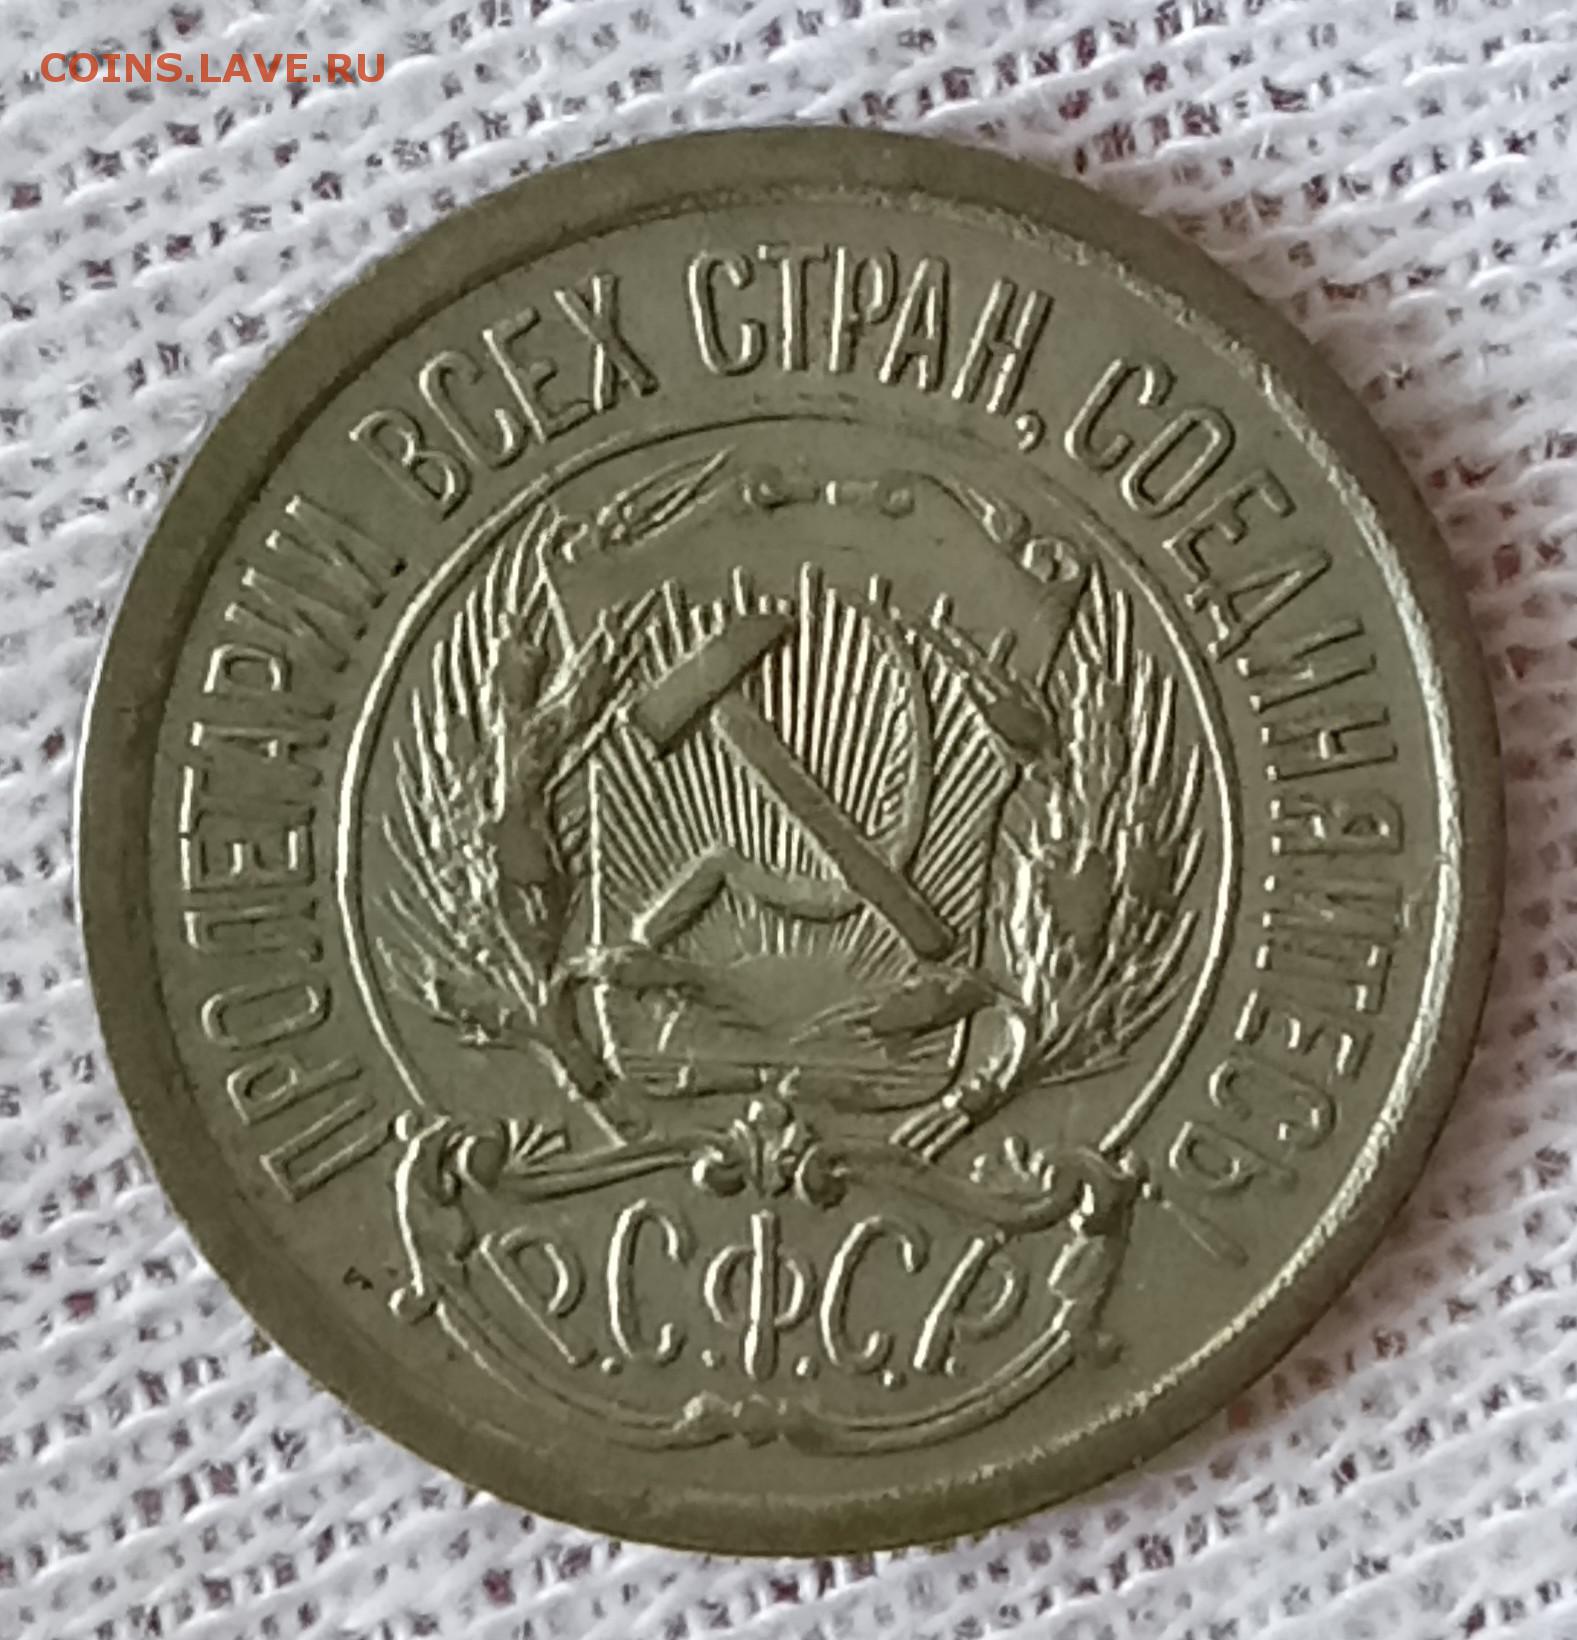 COINS.LAVE.RU
ПРОЛЕТАРИИ ВСЕХ СТРАН, СОЕДИНЯЙТЕСЬ!
Р.С.Ф.С.Р.